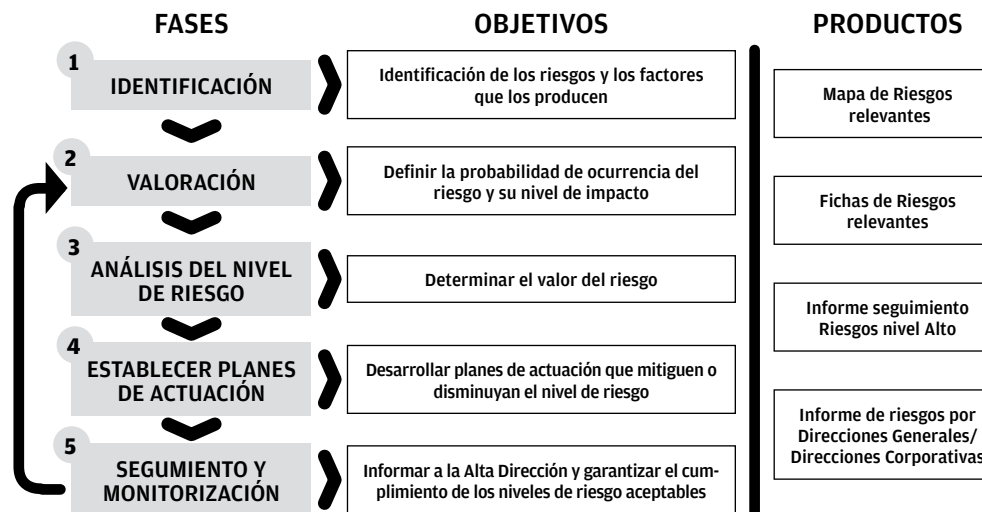 FASES
OBJETIVOS
PRODUCTOS
1
IDENTIFICACIÓN
Identificación de los riesgos y los factores
que los producen
2
VALORACIÓN
Definir la probabilidad de ocurrencia del
riesgo y su nivel de impacto
3
ANÁLISIS DEL NIVEL
DE RIESGO
Determinar el valor del riesgo
4
ESTABLECER PLANES
DE ACTUACIÓN
Desarrollar planes de actuación que mitiguen o
disminuyan el nivel de riesgo
5
SEGUMIENTO Y
MONITORIZACIÓN
Informar a la Alta Dirección y garantizar el cum-
plimiento de los niveles de riesgo aceptables
Mapa de Riesgos
relevantes
Fichas de Riesgos
relevantes
Informe seguimiento
Riesgos nivel Alto
Informe de riesgos por
Direcciones Generales/
Direcciones Corporativas